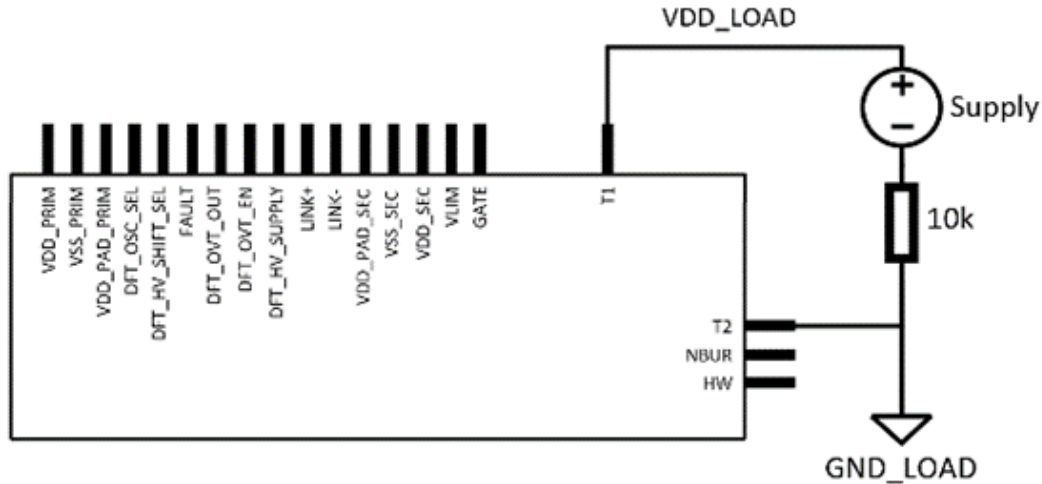 VDD_LOAD
Supply
10k
VDD_PRIM
VSS_PRIM
VDD_PAD_PRIM
DFT_OSC_SEL
DFT_HV_SHIFT_SEL
FAULT
DFT_OVT_OUT
DFT_OVT_EN
DFT_HV_SUPPLY
LINK+
LINK-
VDD_PAD_SEC
VSS_SEC
VDD_SEC
VLIM
GATE
T1
T2
NBUR
HW
GND_LOAD